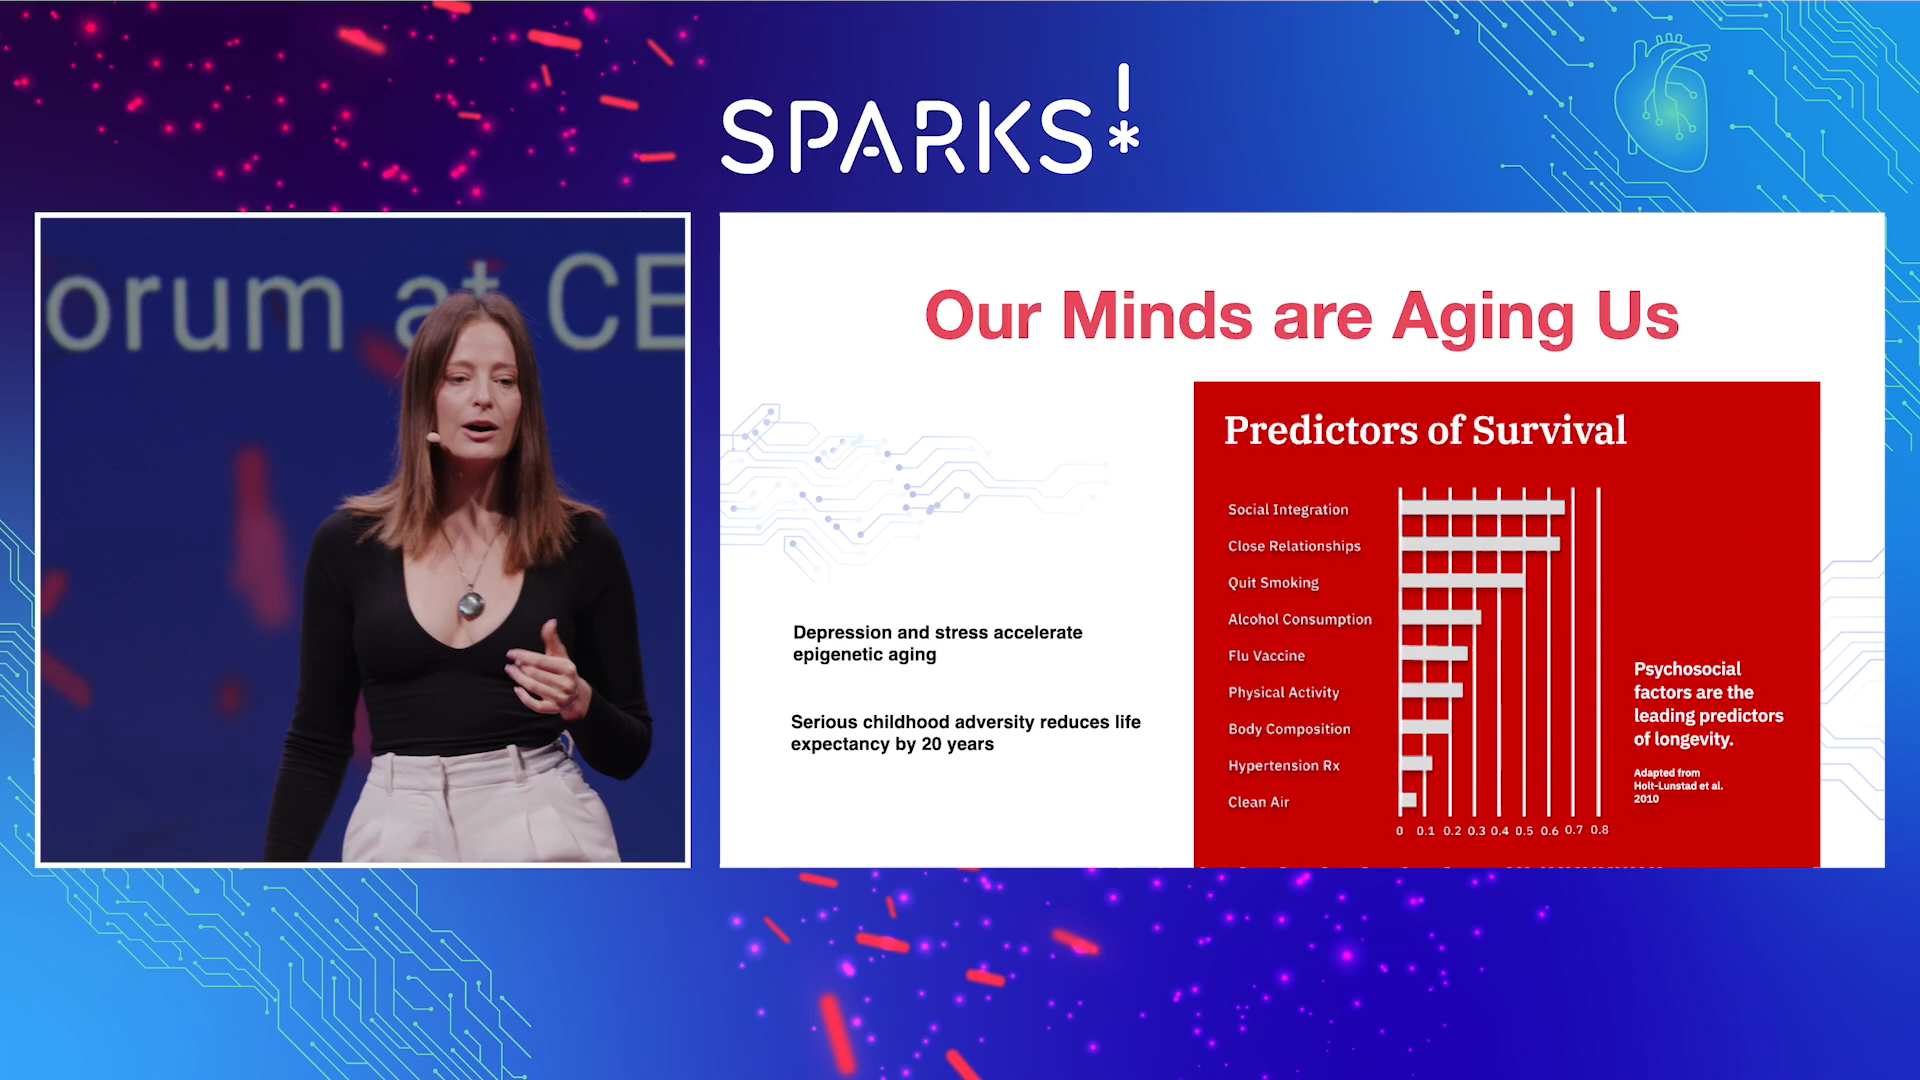 SPARKS!*
orum at CE
Our Minds are Aging Us
Depression and stress accelerate
epigenetic aging
Serious childhood adversity reduces life
expectancy by 20 years
Predictors of Survival
Social Integration
Close Relationships
Quit Smoking
Alcohol Consumption
Flu Vaccine
Physical Activity
Body Composition
Hypertension Rx
Clean Air
0 0.1 0.2 0.3 0.4 0.5 0.6 0.7 0.8
Psychosocial
factors are the
leading predictors
of longevity.
Adapted from
Holt-Lunstad et al.
2010